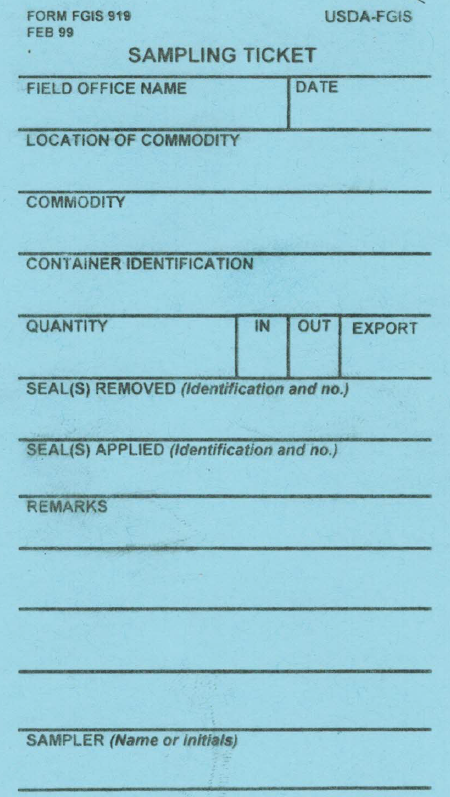 FORM FGIS 919 USDA-FGIS
FEB 99
SAMPLING TICKET
FIELD OFFICE NAME DATE
LOCATION OF COMMODITY
COMMODITY
CONTAINER IDENTIFICATION
QUANTITY IN OUT EXPORT
SEAL(S) REMOVED (Identification and no.)
SEAL(S) APPLIED (Identification and no.)
REMARKS
SAMPLER (Name or initials)